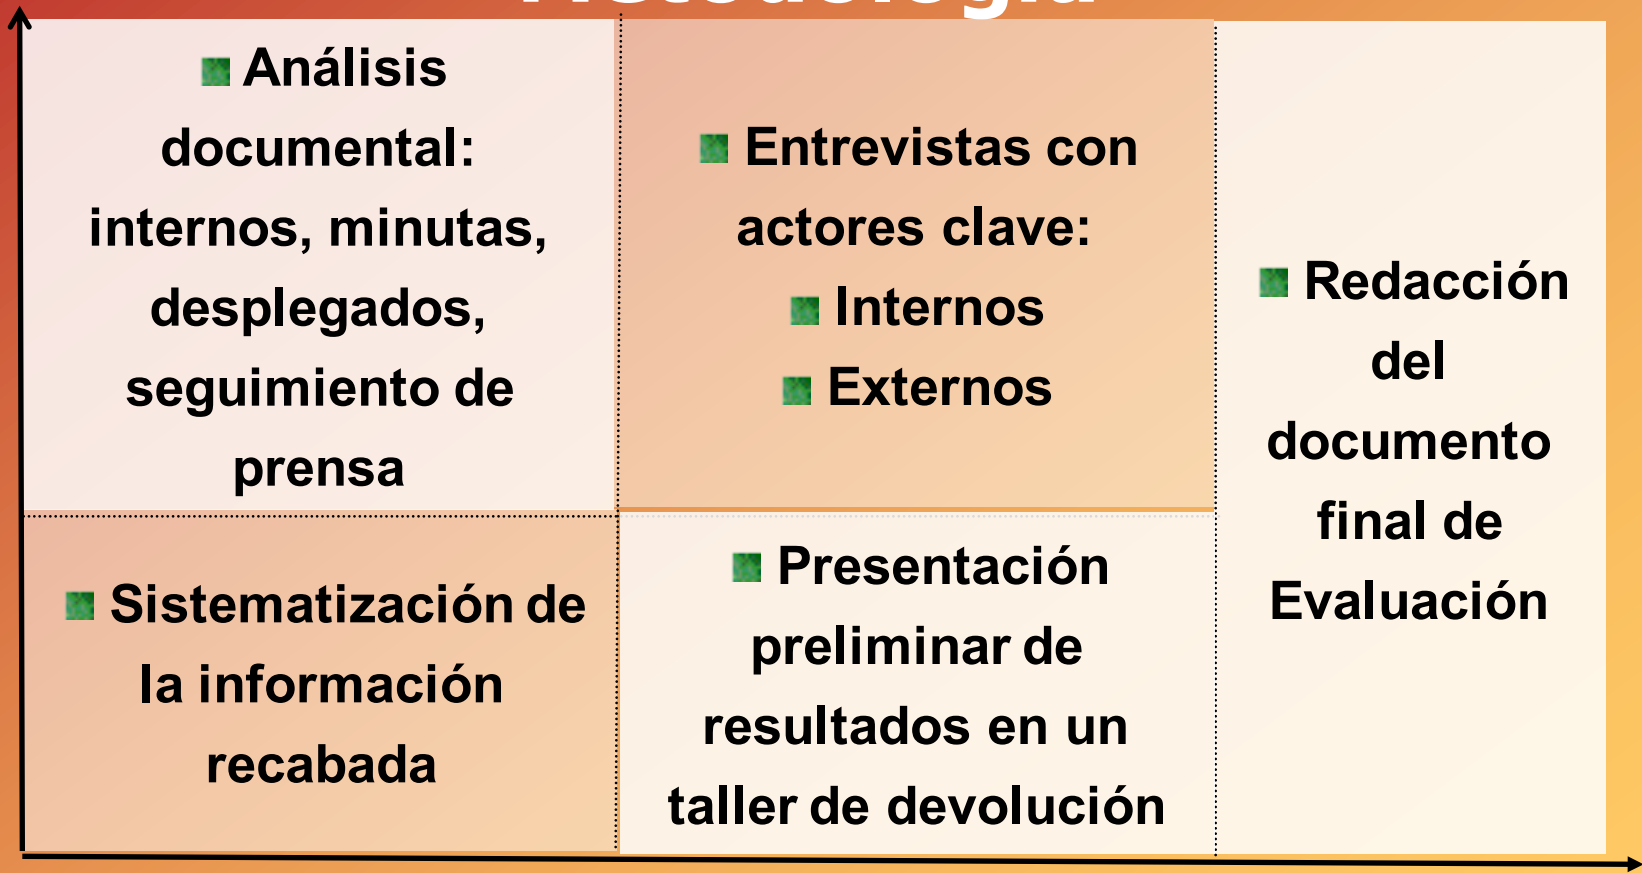 Metodología
Análisis
documental:
internos, minutas,
desplegados,
seguimiento de
prensa
Entrevistas con
actores clave:
Internos
Externos
Redacción
del
documento
final de
Evaluación
Sistematización de
la información
recabada
Presentación
preliminar de
resultados en un
taller de devolución